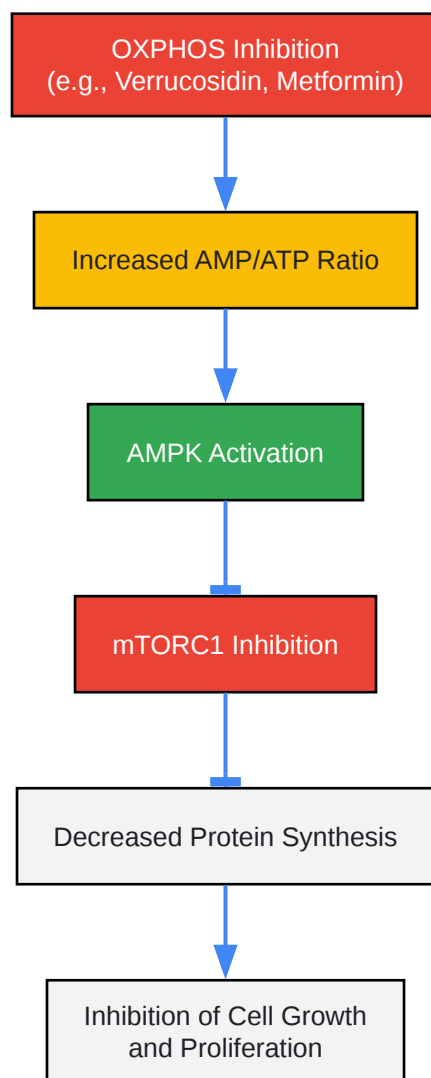 OXPHOS Inhibition
(e.g., Verrucosidin, Metformin)
Increased AMP/ATP Ratio
AMPK Activation
mTORC1 Inhibition
Decreased Protein Synthesis
Inhibition of Cell Growth
and Proliferation